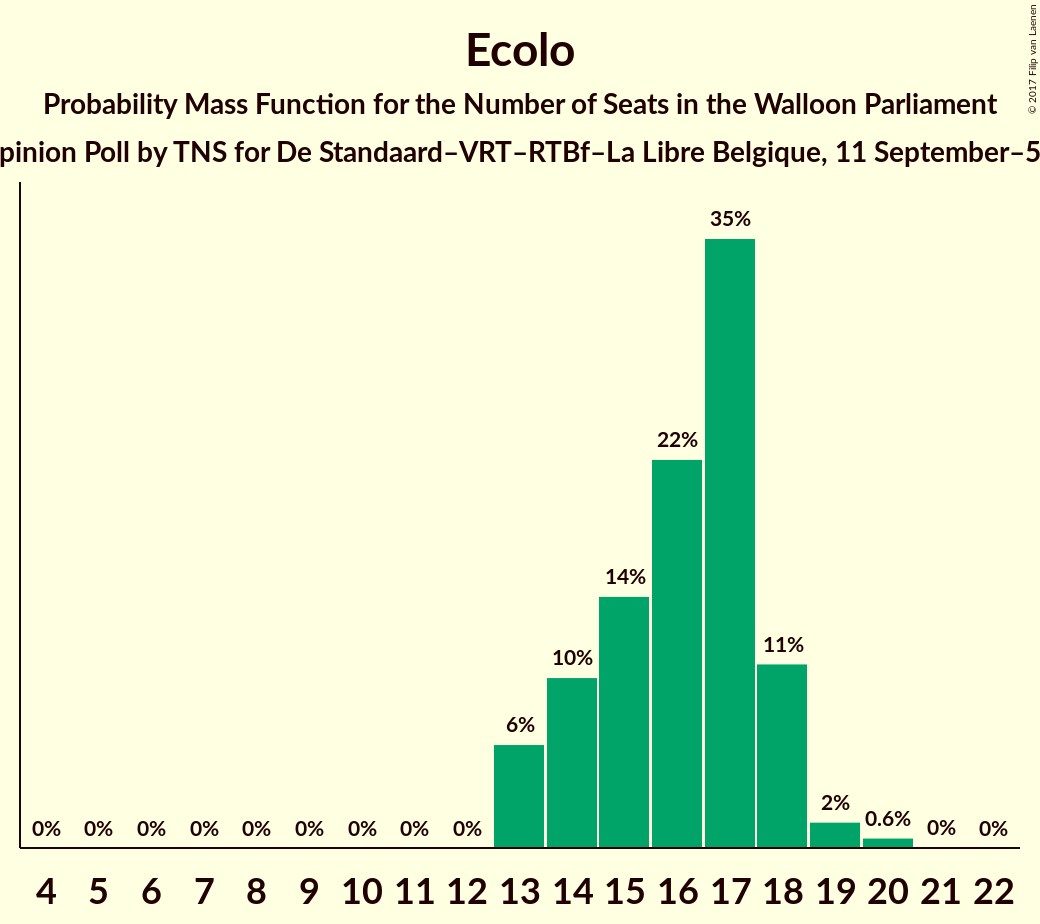 Ecolo
Probability Mass Function for the Number of Seats in the Walloon Parliament
pinion Poll by TNS for De Standaard–VRT–RTBf–La Libre Belgique, 11 September–5
© 2017 Filip van Laenen
35%
22%
14%
11%
10%
6%
2%
0.6%
0% 0% 0% 0% 0% 0% 0% 0% 0% 0% 0%
4 5 6 7 8 9 10 11 12 13 14 15 16 17 18 19 20 21 22